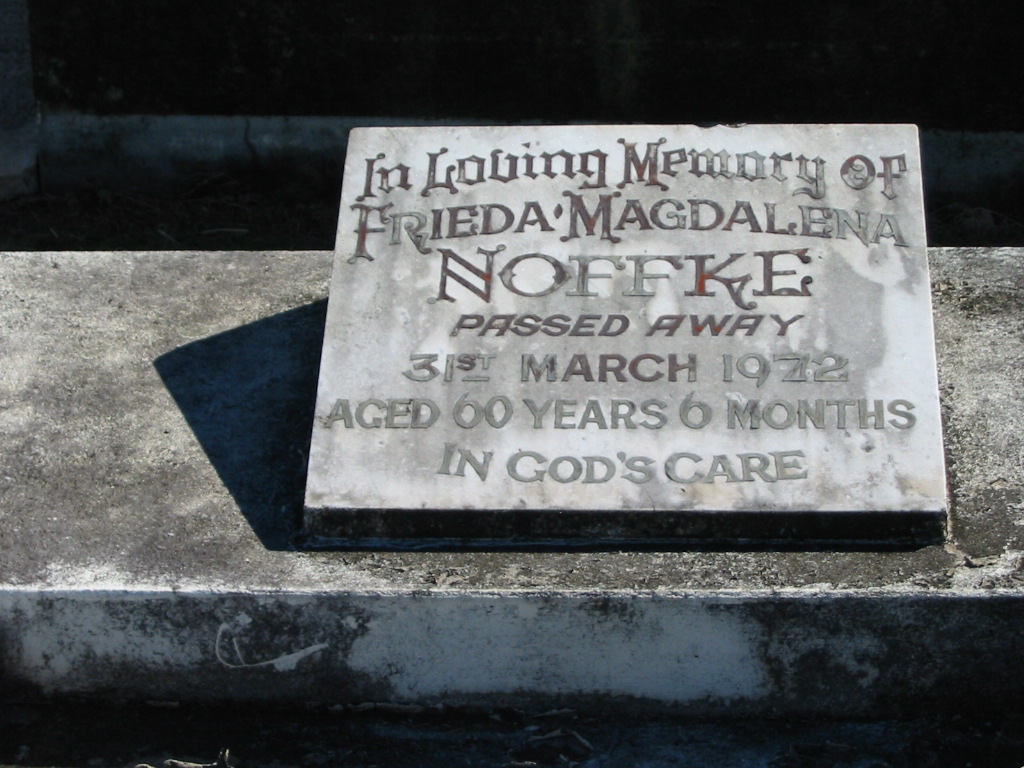 In Loving Memory Of
FRIEDA·MAGDALENA
NOFFKE
PASSED AWAY
31ST MARCH 1972
AGED 60 YEARS 6 MONTHS
IN GOD'S CARE